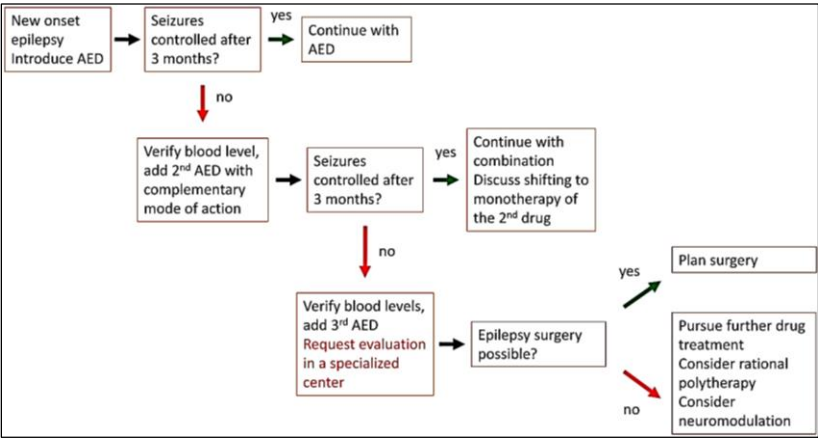 New onset
epilepsy
Introduce AED
Seizures
controlled after
3 months?
yes
Continue with
AED
no
Verify blood level,
add 2nd AED with
complementary
mode of action
Seizures
controlled after
3 months?
yes
Continue with
combination
Discuss shifting to
monotherapy of
the 2nd drug
no
Verify blood levels,
add 3rd AED
Request evaluation
in a specialized
center
Epilepsy surgery
possible?
yes
Plan surgery
no
Pursue further drug
treatment
Consider rational
polytherapy
Consider
neuromodulation